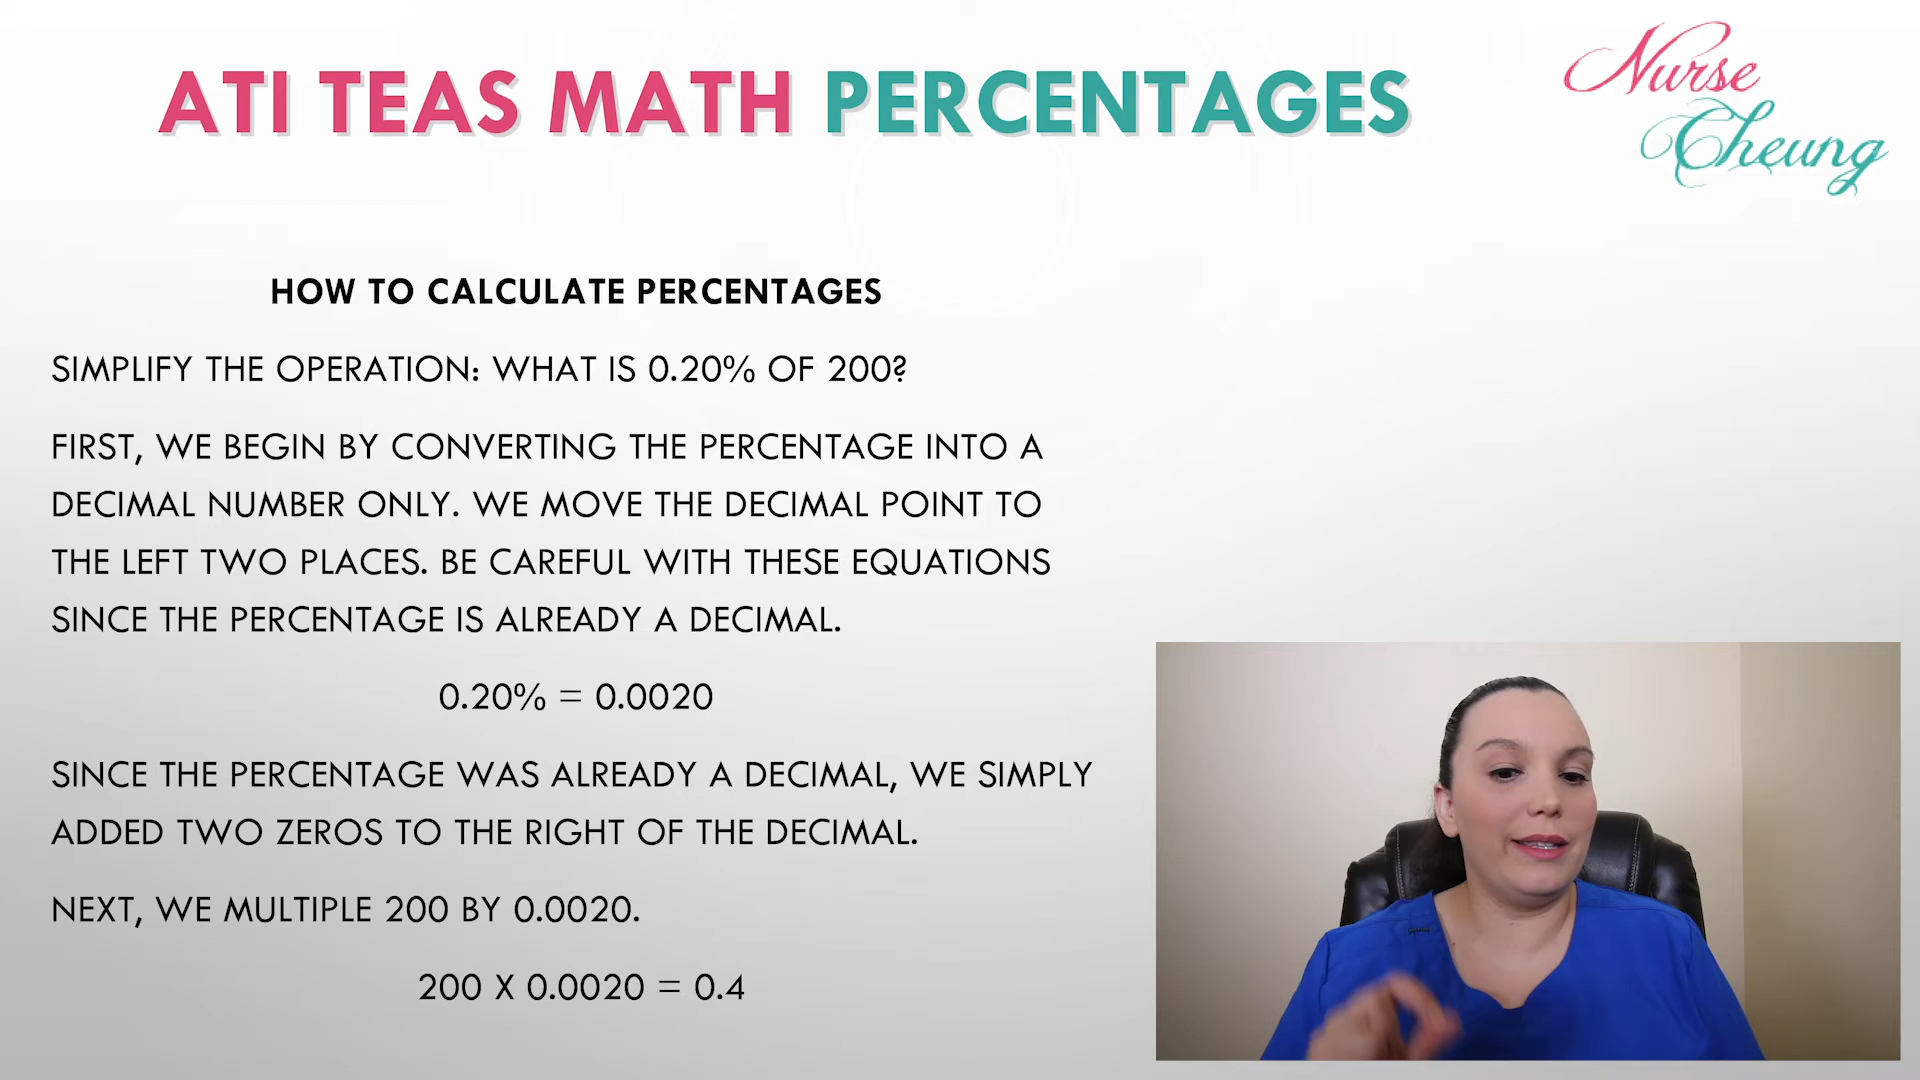 ATI TEAS MATH PERCENTAGES
Nurse
Cheung
HOW TO CALCULATE PERCENTAGES
SIMPLIFY THE OPERATION: WHAT IS 0.20% OF 200?
FIRST, WE BEGIN BY CONVERTING THE PERCENTAGE INTO A
DECIMAL NUMBER ONLY. WE MOVE THE DECIMAL POINT TO
THE LEFT TWO PLACES. BE CAREFUL WITH THESE EQUATIONS
SINCE THE PERCENTAGE IS ALREADY A DECIMAL.
0.20% = 0.0020
SINCE THE PERCENTAGE WAS ALREADY A DECIMAL, WE SIMPLY
ADDED TWO ZEROS TO THE RIGHT OF THE DECIMAL.
NEXT, WE MULTIPLE 200 BY 0.0020.
200 X 0.0020 = 0.4